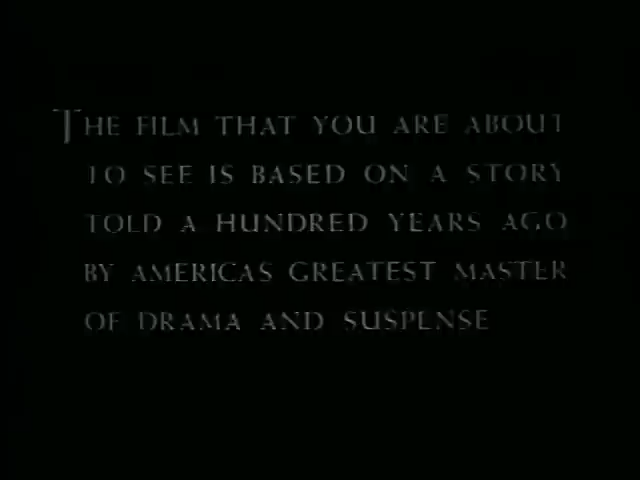 THE FILM THAT YOU ARE ABOUT
TO SEE IS BASED ON A STORY
TOLD A HUNDRED YEARS AGO
BY AMERICAS GREATEST MASTER
OF DRAMA AND SUSPENSE